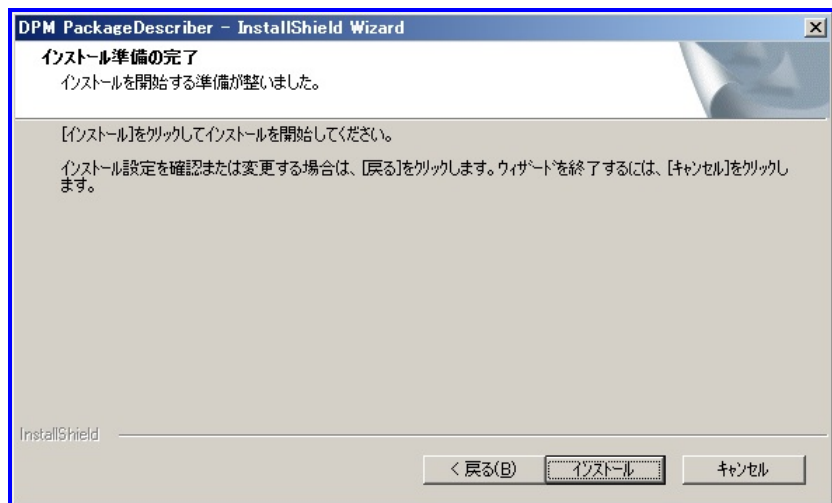 DPM PackageDescriber - InstallShield Wizard
インストール準備の完了
インストールを開始する準備が整いました。
[インストール]をクリックしてインストールを開始してください。
インストール設定を確認または変更する場合は、[戻る]をクリックします。ウィザードを終了するには、[キャンセル]をクリックし
ます。
InstallShield
< 戻る(B) インストール キャンセル